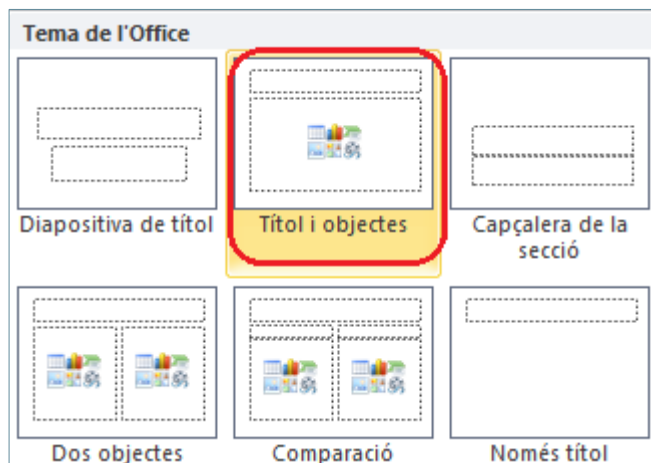 Tema de l'Office
Diapositiva de títol
Títol i objectes
Capçalera de la
secció
Dos objectes
Comparació
Només títol